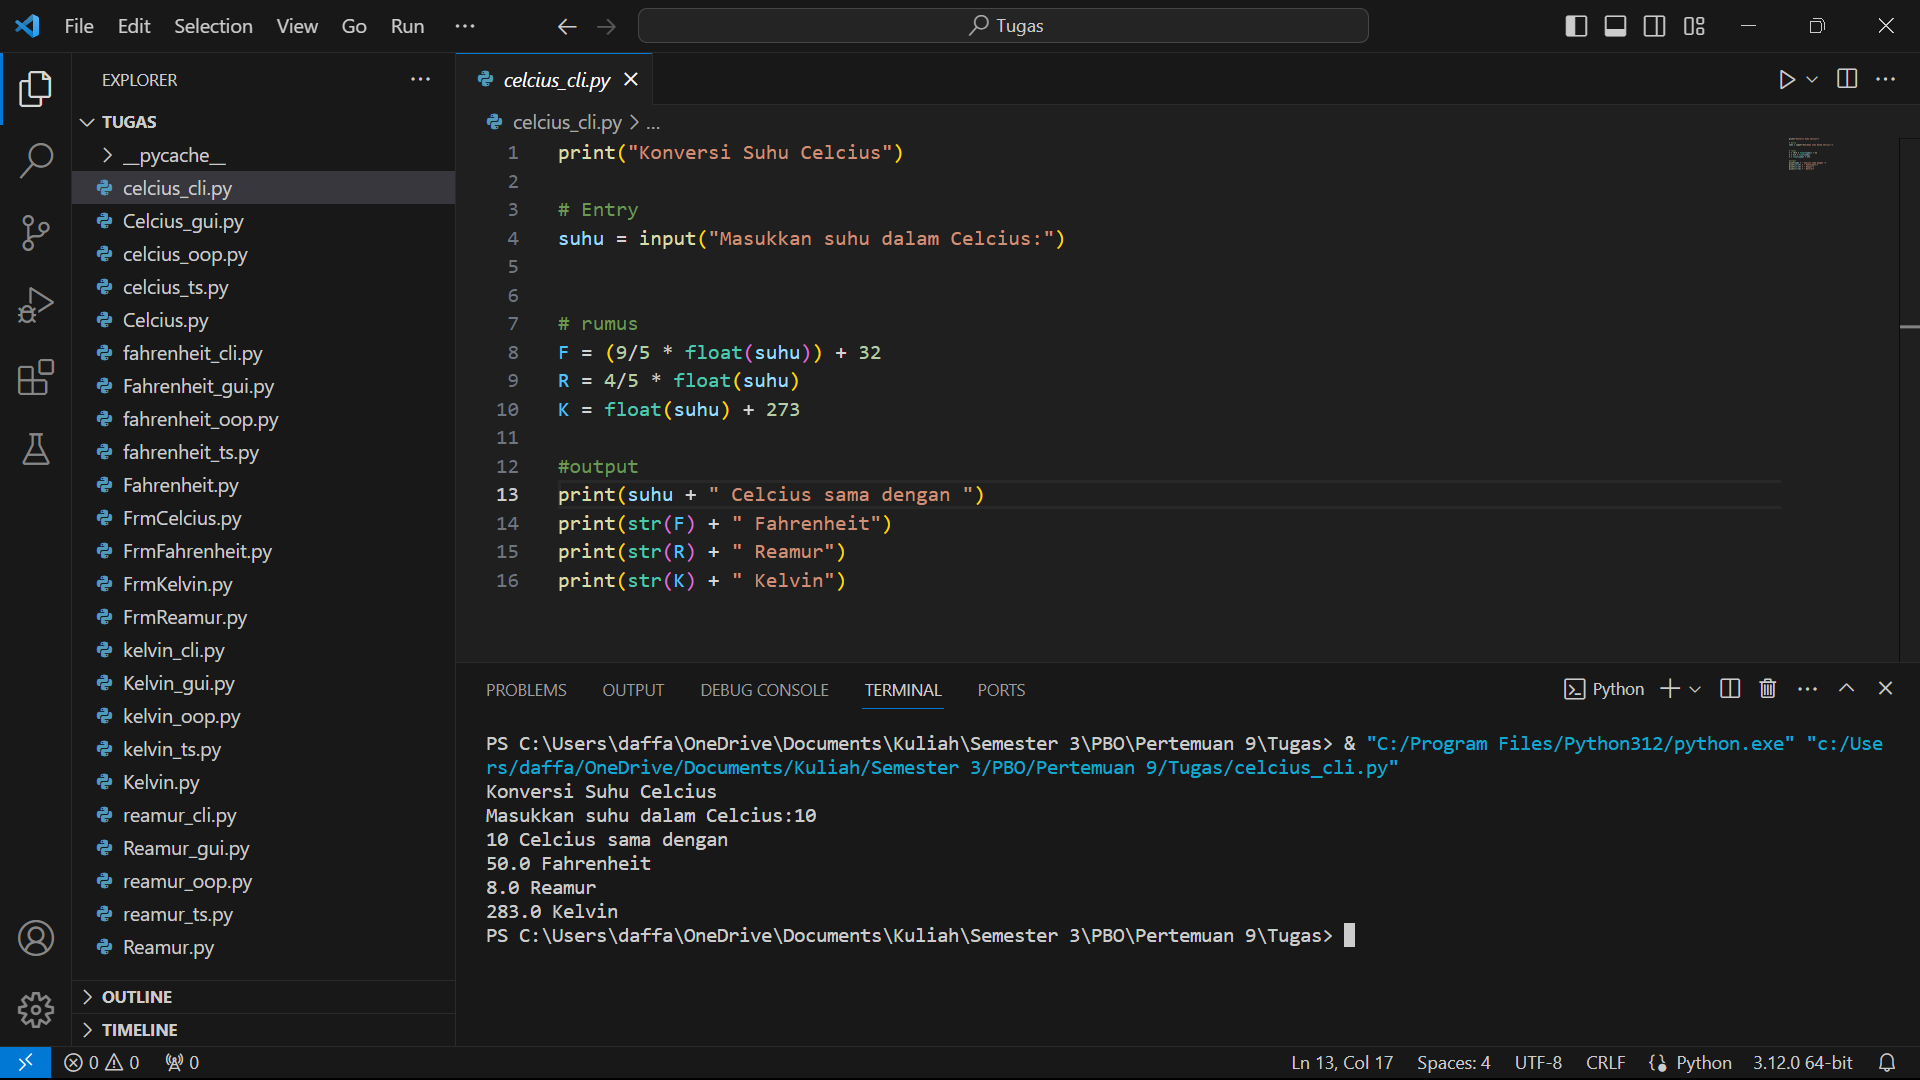 File Edit Selection View Go Run ···
Tugas
EXPLORER ···
TUGAS
__pycache__
celcius_cli.py
Celcius_gui.py
celcius_oop.py
celcius_ts.py
Celcius.py
fahrenheit_cli.py
Fahrenheit_gui.py
fahrenheit_oop.py
fahrenheit_ts.py
Fahrenheit.py
FrmCelcius.py
FrmFahrenheit.py
FrmKelvin.py
FrmReamur.py
kelvin_cli.py
Kelvin_gui.py
kelvin_oop.py
kelvin_ts.py
Kelvin.py
reamur_cli.py
Reamur_gui.py
reamur_oop.py
reamur_ts.py
Reamur.py
OUTLINE
TIMELINE
celcius_cli.py
celcius_cli.py > ...
1 print("Konversi Suhu Celcius")
2
3 # Entry
4 suhu = input("Masukkan suhu dalam Celcius:")
5
6
7 # rumus
8 F = (9/5 * float(suhu)) + 32
9 R = 4/5 * float(suhu)
10 K = float(suhu) + 273
11
12 #output
13 print(suhu + " Celcius sama dengan ")
14 print(str(F) + " Fahrenheit")
15 print(str(R) + " Reamur")
16 print(str(K) + " Kelvin")
PROBLEMS OUTPUT DEBUG CONSOLE TERMINAL PORTS
Python
PS C:\Users\daffa\OneDrive\Documents\Kuliah\Semester 3\PBO\Pertemuan 9\Tugas> & "C:/Program Files/Python312/python.exe" "c:/Use
rs/daffa/OneDrive/Documents/Kuliah/Semester 3/PBO/Pertemuan 9/Tugas/celcius_cli.py"
Konversi Suhu Celcius
Masukkan suhu dalam Celcius:10
10 Celcius sama dengan
50.0 Fahrenheit
8.0 Reamur
283.0 Kelvin
PS C:\Users\daffa\OneDrive\Documents\Kuliah\Semester 3\PBO\Pertemuan 9\Tugas>
0 0 0
Ln 13, Col 17 Spaces: 4 UTF-8 CRLF Python 3.12.0 64-bit